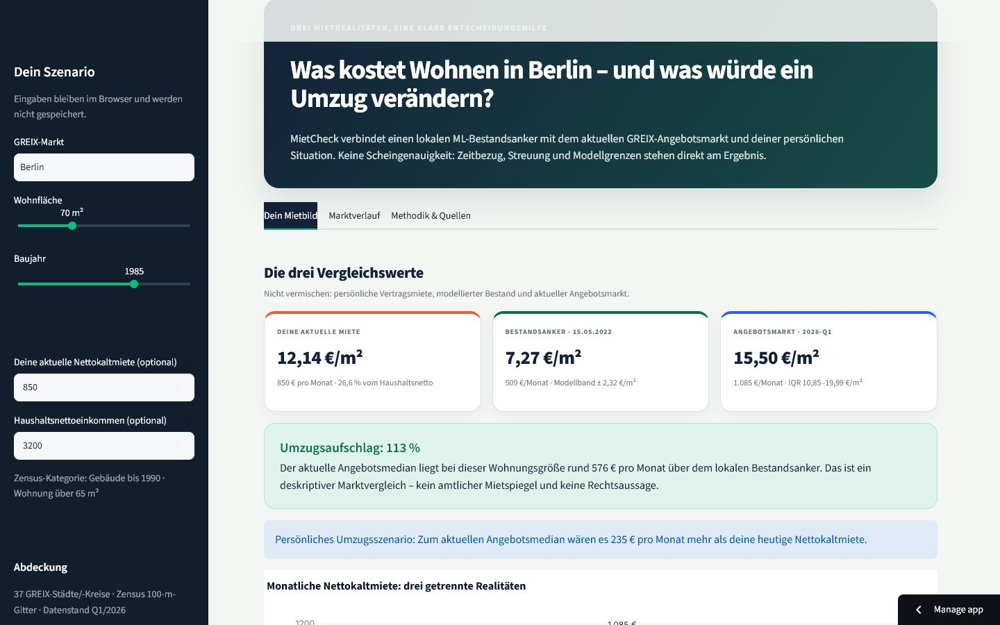 Dein Szenario
Eingaben bleiben im Browser und werden
nicht gespeichert.
GREIX-Markt
Berlin
Wohnfläche
70 m²
Baujahr
1985
Deine aktuelle Nettokaltmiete (optional)
850
Haushaltsnettoeinkommen (optional)
3200
Zensus-Kategorie: Gebäude bis 1990 ·
Wohnung über 65 m²
Abdeckung
37 GREIX-Städte/-Kreise · Zensus 100-m-
Gitter · Datenstand Q1/2026
DREI MIETREALITÄTEN, EINE KLARE ENTSCHEIDUNGSHILFE
Was kostet Wohnen in Berlin – und was würde ein
Umzug verändern?
MietCheck verbindet einen lokalen ML-Bestandsanker mit dem aktuellen GREIX-Angebotsmarkt und deiner persönlichen
Situation. Keine Scheingenauigkeit: Zeitbezug, Streuung und Modellgrenzen stehen direkt am Ergebnis.
Dein Mietbild Marktverlauf Methodik & Quellen
Die drei Vergleichswerte
Nicht vermischen: persönliche Vertragsmiete, modellierter Bestand und aktueller Angebotsmarkt.
DEINE AKTUELLE MIETE
12,14 €/m²
850 € pro Monat · 26,6 % vom Haushaltsnetto
BESTANDSANKER · 15.05.2022
7,27 €/m²
509 €/Monat · Modellband ± 2,32 €/m²
ANGEBOTSMARKT · 2026-Q1
15,50 €/m²
1.085 €/Monat · IQR 10,85–19,99 €/m²
Umzugsaufschlag: 113 %
Der aktuelle Angebotsmedian liegt bei dieser Wohnungsgröße rund 576 € pro Monat über dem lokalen Bestandsanker. Das ist ein
deskriptiver Marktvergleich – kein amtlicher Mietspiegel und keine Rechtsaussage.
Persönliches Umzugsszenario: Zum aktuellen Angebotsmedian wären es 235 € pro Monat mehr als deine heutige Nettokaltmiete.
Monatliche Nettokaltmiete: drei getrennte Realitäten
1200
1.085 €
Manage app